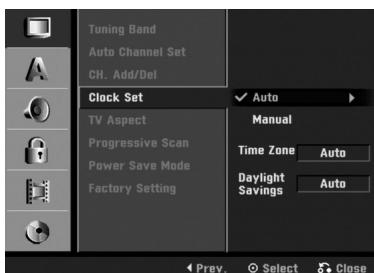 Tuning Band
Auto Channel Set
CH. Add/Del
Clock Set
TV Aspect
Progressive Scan
Power Save Mode
Factory Setting
✓ Auto
Manual
Time Zone Auto
Daylight Savings Auto
A
Prev. Select Close